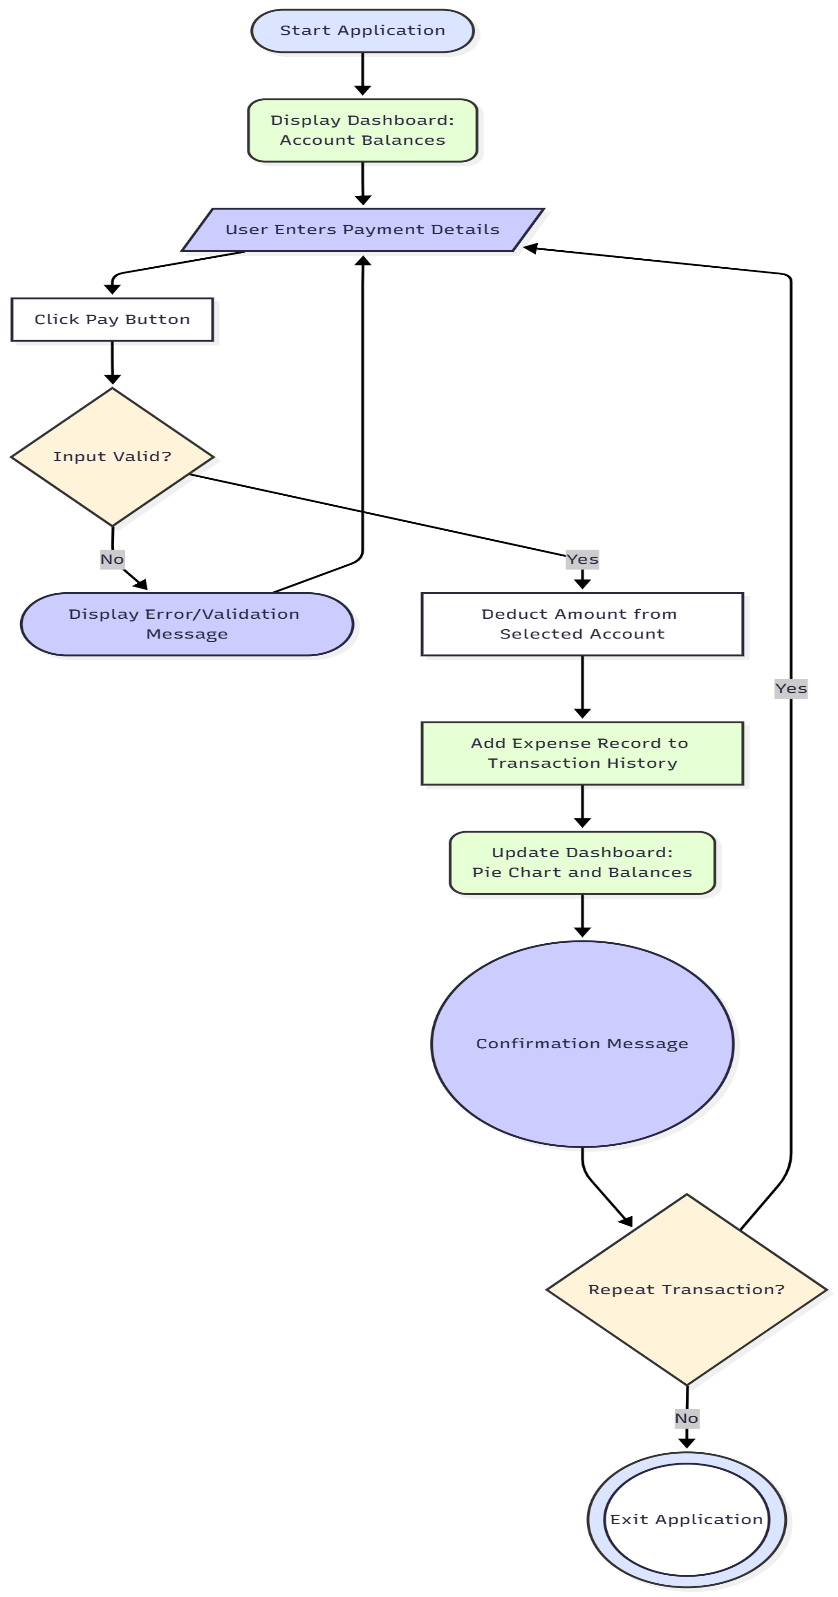 Start Application
Display Dashboard:
Account Balances
User Enters Payment Details
Click Pay Button
Input Valid?
No
Yes
Display Error/Validation
Message
Deduct Amount from
Selected Account
Yes
Add Expense Record to
Transaction History
Update Dashboard:
Pie Chart and Balances
Confirmation Message
Repeat Transaction?
No
Exit Application